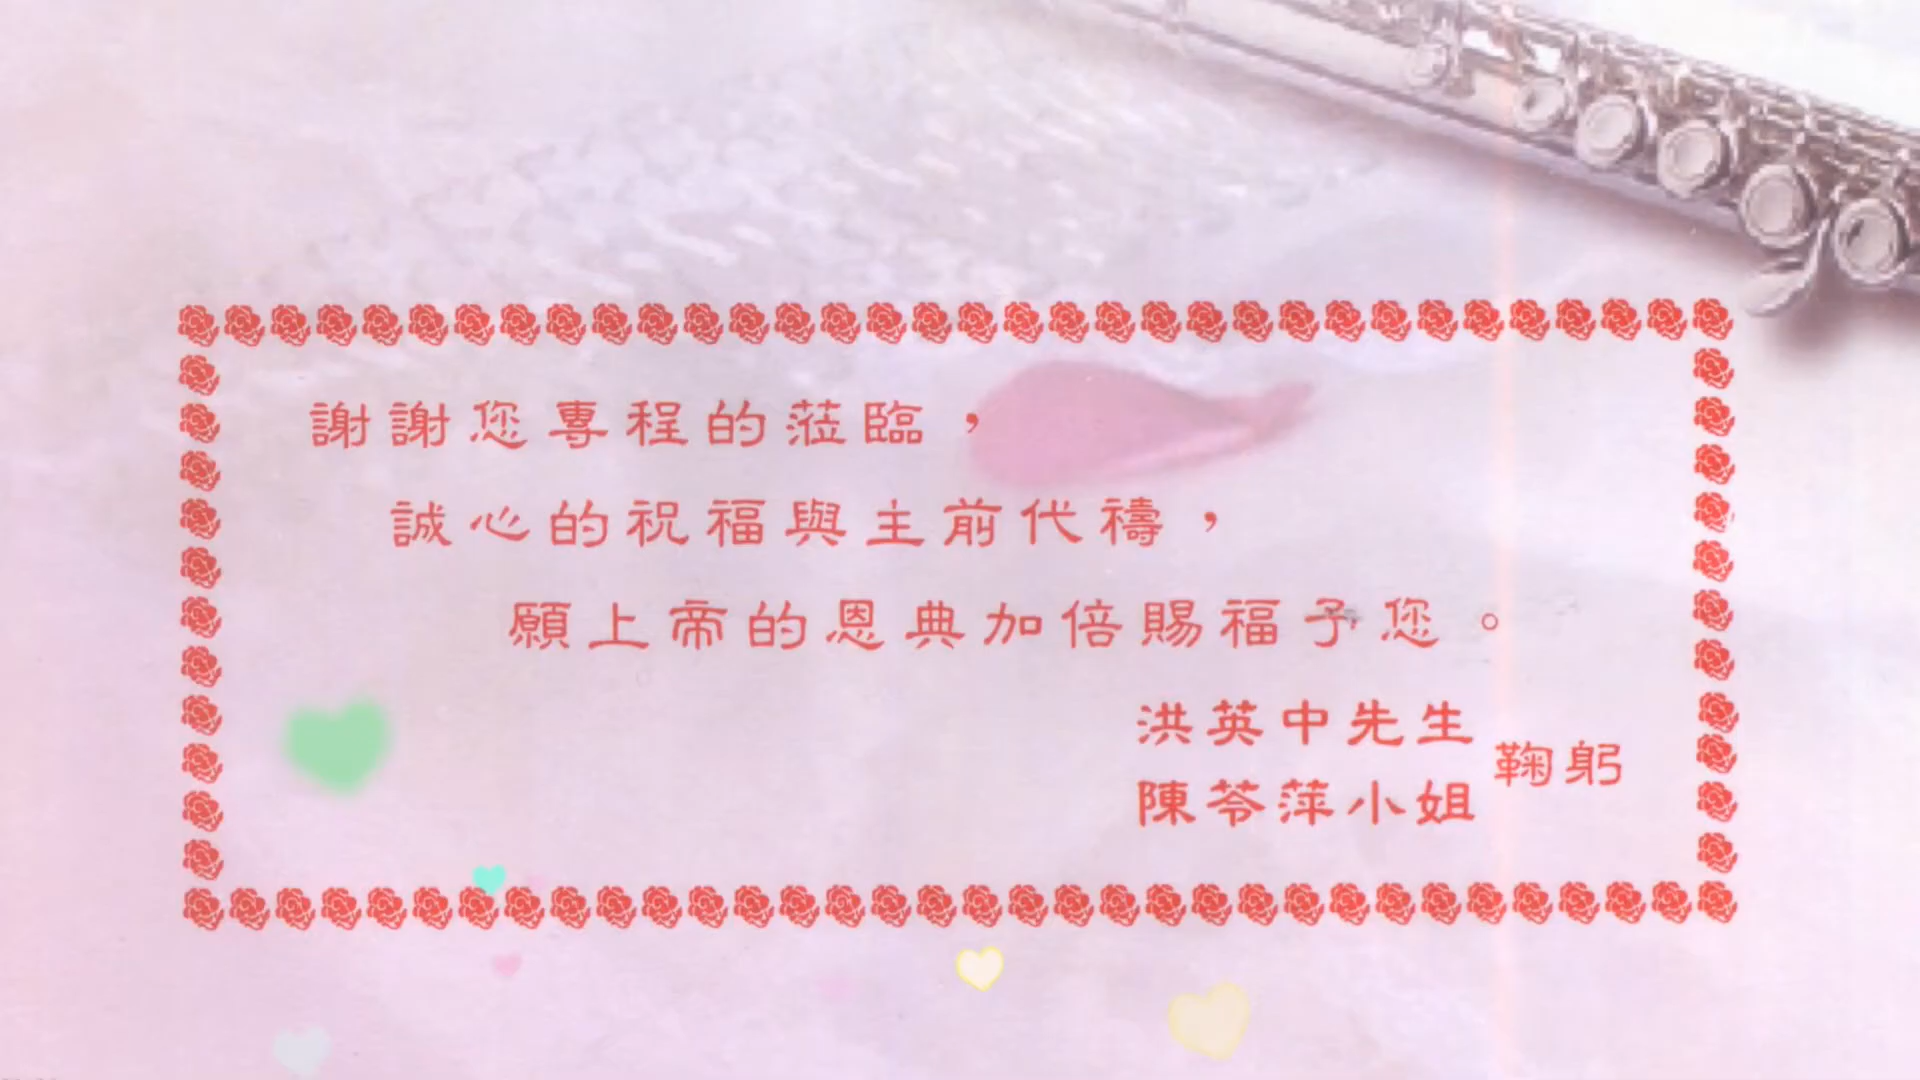 謝謝您專程的蒞臨，
誠心的祝福與主前代禱，
願上帝的恩典加倍賜福予您。
洪英中先生
陳苓萍小姐
鞠躬